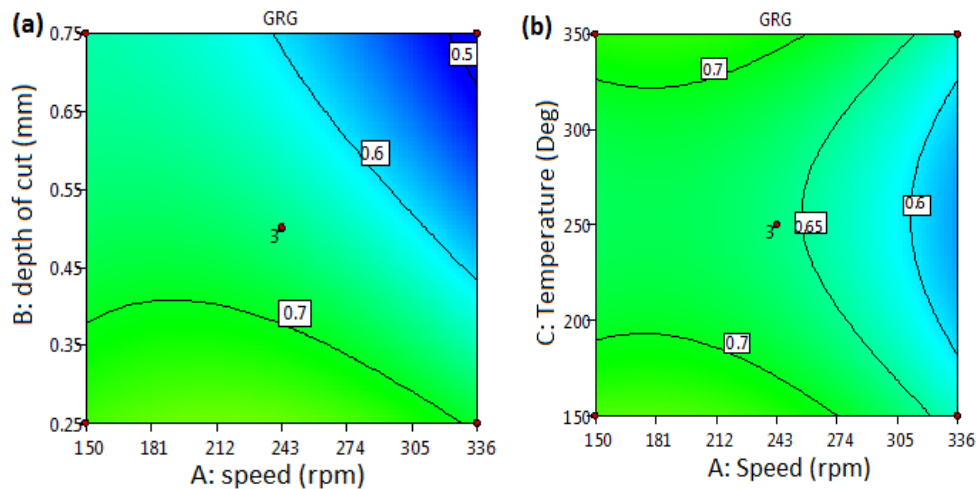 (a)
GRG
B: depth of cut (mm)
0.75
0.65
0.55
0.45
0.35
0.25
0.5
0.6
3
0.7
150 181 212 243 274 305 336
A: speed (rpm)
(b)
GRG
C: Temperature (Deg)
350
300
250
200
150
0.7
0.6
3 0.65
0.7
150 181 212 243 274 305 336
A: Speed (rpm)